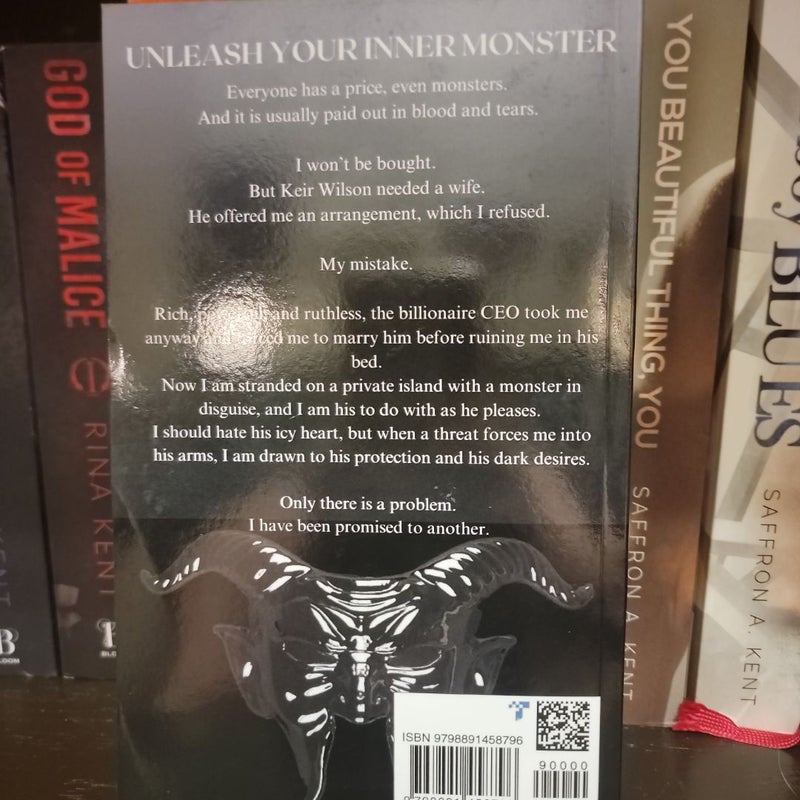 UNLEASH YOUR INNER MONSTER
Everyone has a price, even monsters.
And it is usually paid out in blood and tears.
I won't be bought.
But Keir Wilson needed a wife.
He offered me an arrangement, which I refused.
My mistake.
Rich, and ruthless, the billionaire CEO took me
anyway and forced me to marry him before ruining me in his
bed.
Now I am stranded on a private island with a monster in
disguise, and I am his to do with as he pleases.
I should hate his icy heart, but when a threat forces me into
his arms, I am drawn to his protection and his dark desires.
Only there is a problem.
I have been promised to another.
ISBN 9798891458796
90000
GOD OF MALICE
RINA KENT
KENT
YOU BEAUTIFUL THING, YOU
SAFFRON A. KENT
BLUES
SAFFRON A. KENT